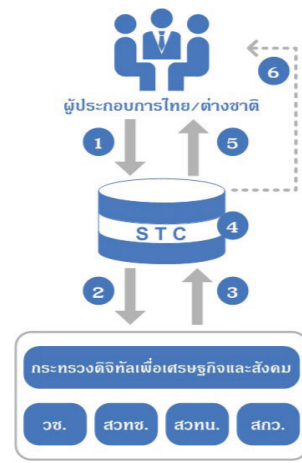 6
ผู้ประกอบการไทย/ต่างชาติ
1
5
STC
4
2
3
กระทรวงดิจิทัลเพื่อเศรษฐกิจและสังคม
วช.
สวทช.
สวทน.
สกว.